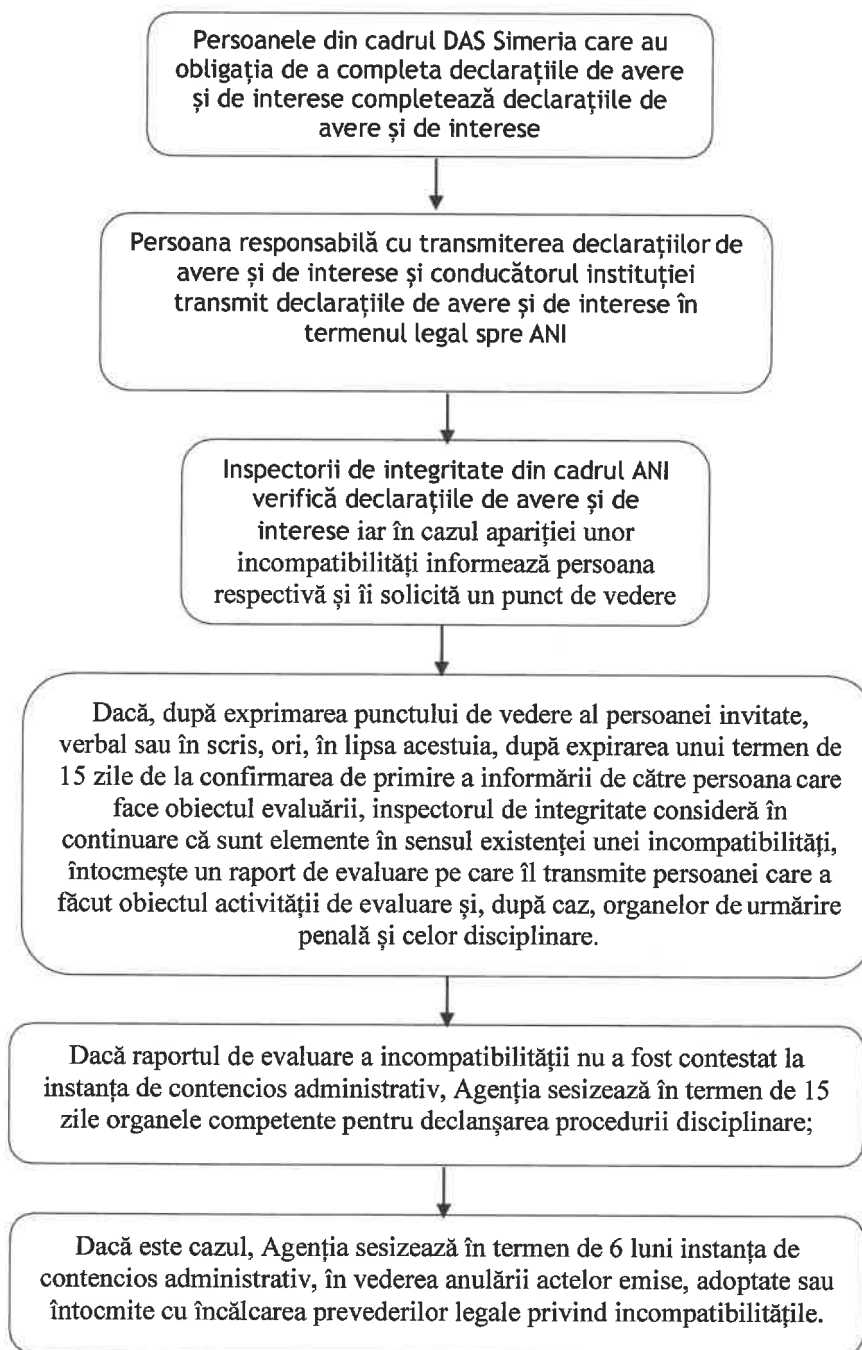 Persoanele din cadrul DAS Simeria care au
obligația de a completa declarațiile de avere
și de interese completează declarațiile de
avere și de interese
Persoana responsabilă cu transmiterea declarațiilor de
avere și de interese și conducătorul instituției
transmit declarațiile de avere și de interese în
termenul legal spre ANI
Inspectorii de integritate din cadrul ANI
verifică declarațiile de avere și de
interese iar în cazul apariției unor
incompatibilități informează persoana
respectivă și îi solicită un punct de vedere
Dacă, după exprimarea punctului de vedere al persoanei invitate,
verbal sau în scris, ori, în lipsa acestuia, după expirarea unui termen de
15 zile de la confirmarea de primire a informării de către persoana care
face obiectul evaluării, inspectorul de integritate consideră în
continuare că sunt elemente în sensul existenței unei incompatibilități,
întocmește un raport de evaluare pe care îl transmite persoanei care a
făcut obiectul activității de evaluare și, după caz, organelor de urmărire
penală și celor disciplinare.
Dacă raportul de evaluare a incompatibilității nu a fost contestat la
instanța de contencios administrativ, Agenția sesizează în termen de 15
zile organele competente pentru declanșarea procedurii disciplinare;
Dacă este cazul, Agenția sesizează în termen de 6 luni instanța de
contencios administrativ, în vederea anulării actelor emise, adoptate sau
întocmite cu încălcarea prevederilor legale privind incompatibilitățile.